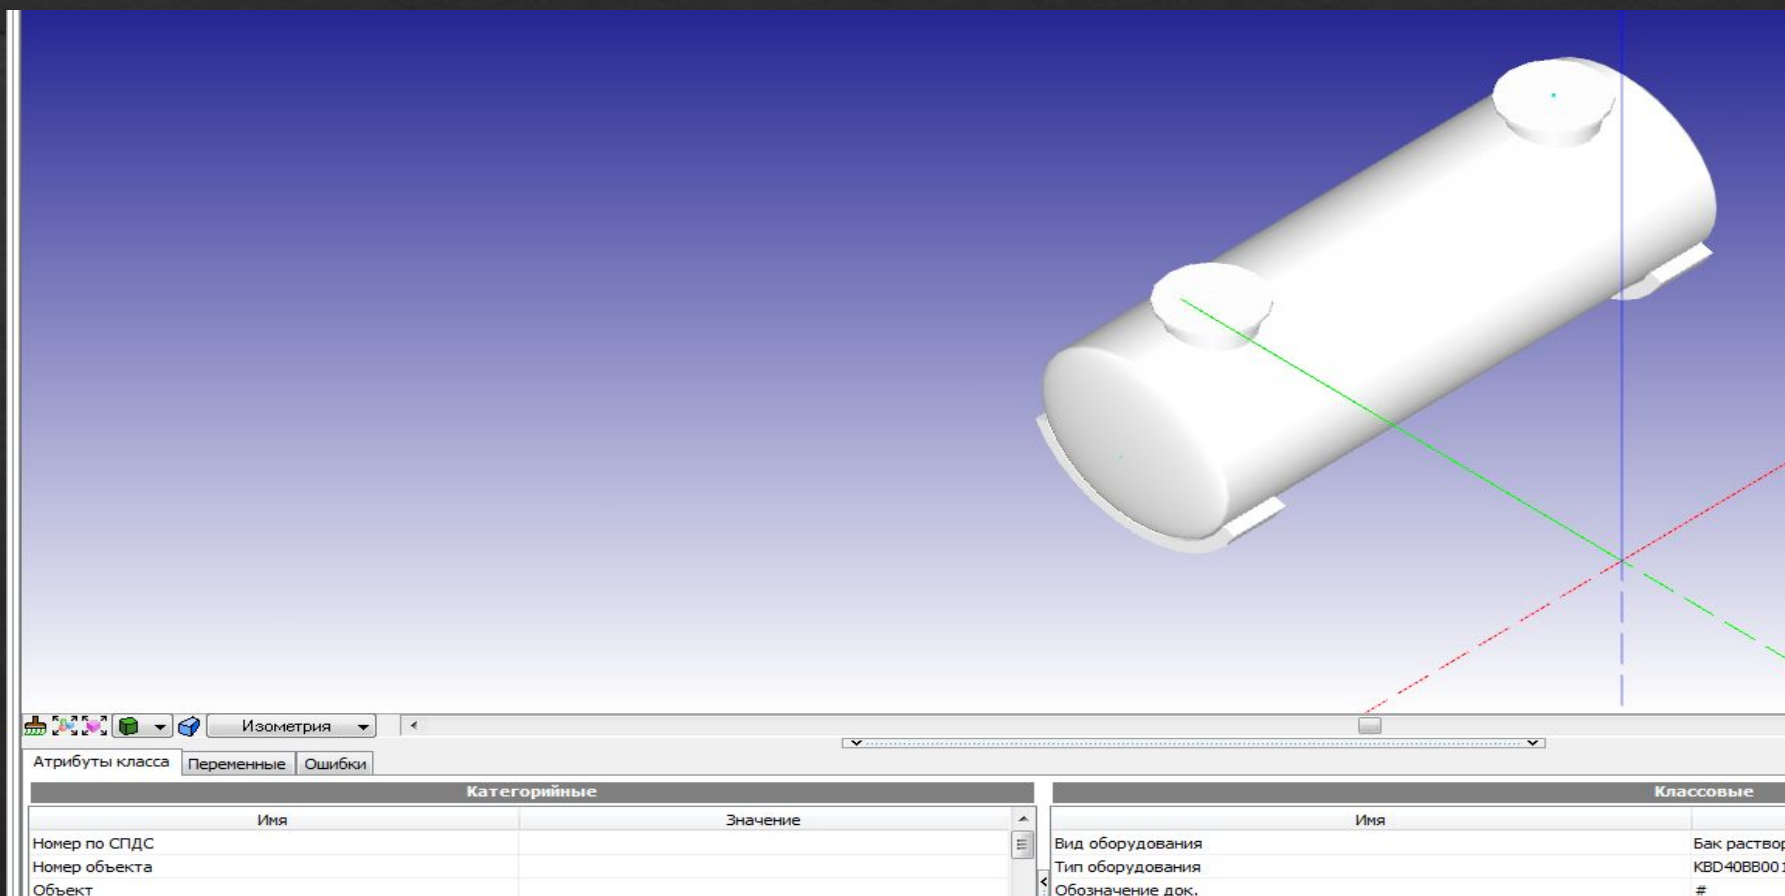 Изометрия
Атрибуты класса Переменные Ошибки
Категорийные Классовые
Имя Значение Имя
Номер по СПДС Вид оборудования
Номер объекта Тип оборудования KBD40BB001
Объект Обозначение док. #